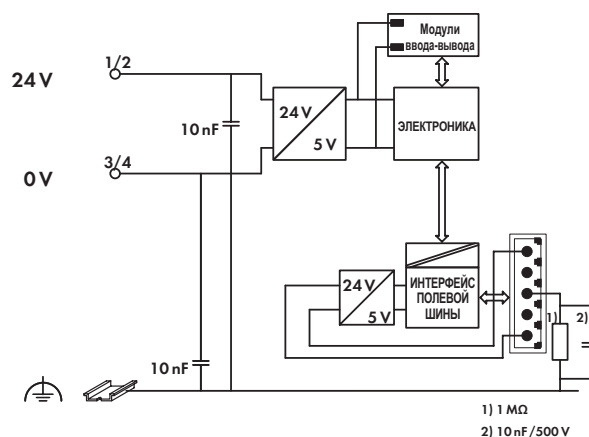 Модули
ввода-вывода
24 V
1/2
10 nF
24 V
5 V
ЭЛЕКТРОНИКА
0 V
3/4
24 V
5 V
ИНТЕРФЕЙС
ПОЛЕВОЙ
ШИНЫ
1)
2)
10 nF
1) 1 MΩ
2) 10 nF/500 V